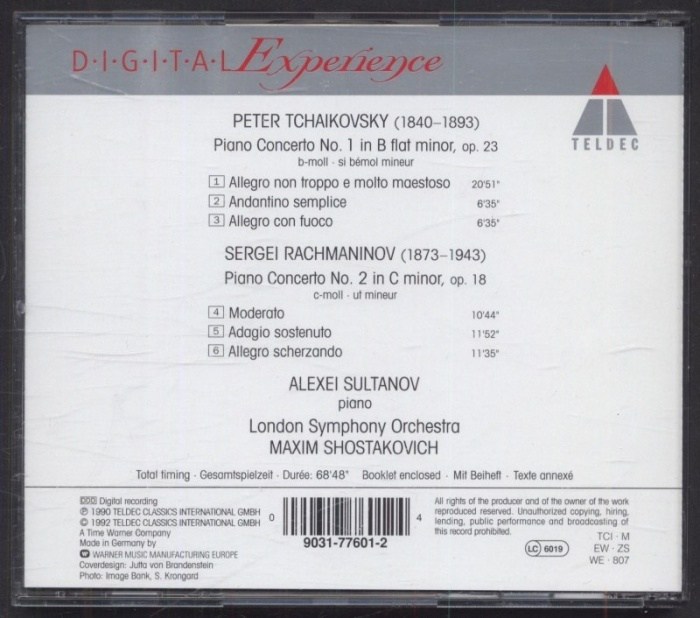 D·I·G·I·T·A·L Experience
TELDEC
PETER TCHAIKOVSKY (1840–1893)
Piano Concerto No. 1 in B flat minor, op. 23
b-moll · si bémol mineur
1 Allegro non troppo e molto maestoso 20'51"
2 Andantino semplice 6'35"
3 Allegro con fuoco 6'35"
SERGEI RACHMANINOV (1873–1943)
Piano Concerto No. 2 in C minor, op. 18
c-moll · ut mineur
4 Moderato 10'44"
5 Adagio sostenuto 11'52"
6 Allegro scherzando 11'35"
ALEXEI SULTANOV
piano
London Symphony Orchestra
MAXIM SHOSTAKOVICH
Total timing · Gesamtspielzeit · Durée: 68'48" Booklet enclosed · Mit Beiheft · Texte annexé
DDD Digital recording
℗ 1990 TELDEC CLASSICS INTERNATIONAL GMBH
© 1992 TELDEC CLASSICS INTERNATIONAL GMBH
A Time Warner Company
Made in Germany by
WARNER MUSIC MANUFACTURING EUROPE
Coverdesign: Jutta von Brandenstein
Photo: Image Bank, S. Krongard
0 4
9031-77601-2
All rights of the producer and of the owner of the work
reproduced reserved. Unauthorized copying, hiring,
lending, public performance and broadcasting of
this record prohibited.
LC 6019
TCI · M
EW · ZS
WE · 807